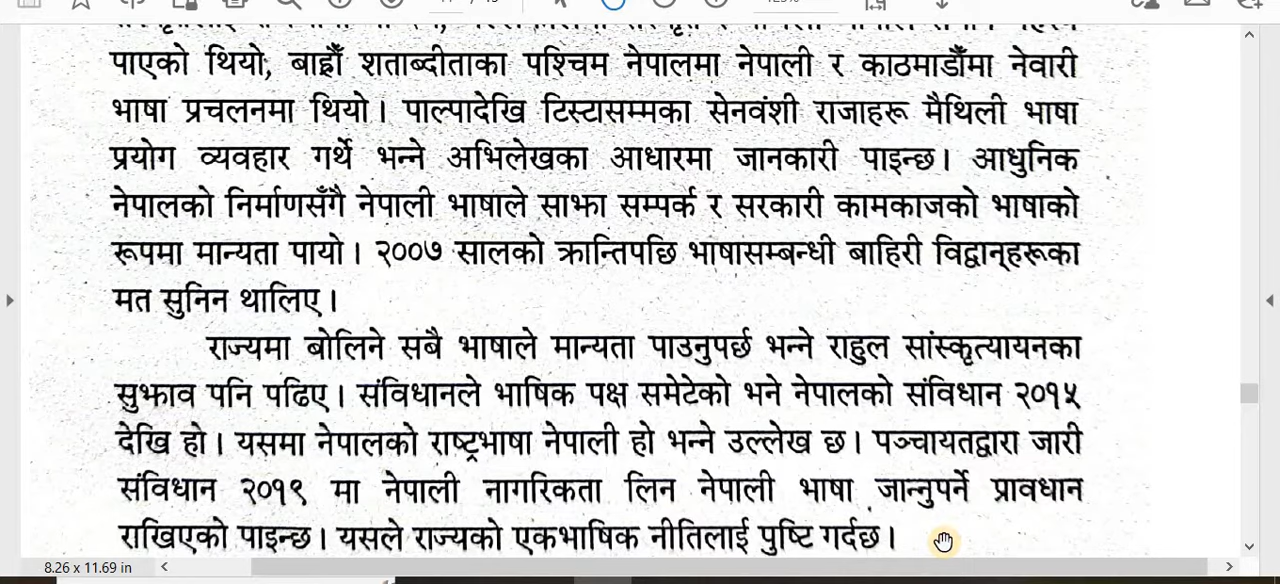 पाएको थियो, बाह्रौँ शताब्दीताका पश्चिम नेपालमा नेपाली र काठमाडौँमा नेवारी
भाषा प्रचलनमा थियो। पाल्पादेखि टिस्टासम्मका सेनवंशी राजाहरू मैथिली भाषा
प्रयोग व्यवहार गर्थे भन्ने अभिलेखका आधारमा जानकारी पाइन्छ। आधुनिक
नेपालको निर्माणसँगै नेपाली भाषाले साझा सम्पर्क र सरकारी कामकाजको भाषाको
रूपमा मान्यता पायो। २००७ सालको क्रान्तिपछि भाषासम्बन्धी बाहिरी विद्वान्हरूका
मत सुनिन थालिए।
राज्यमा बोलिने सबै भाषाले मान्यता पाउनुपर्छ भन्ने राहुल सांस्कृत्यायनका
सुझाव पनि पढिए। संविधानले भाषिक पक्ष समेटेको भने नेपालको संविधान २०१५
देखि हो। यसमा नेपालको राष्ट्रभाषा नेपाली हो भन्ने उल्लेख छ। पञ्चायतद्वारा जारी
संविधान २०१९ मा नेपाली नागरिकता लिन नेपाली भाषा जान्नुपर्ने प्रावधान
राखिएको पाइन्छ। यसले राज्यको एकभाषिक नीतिलाई पुष्टि गर्दछ।
8.26 x 11.69 in